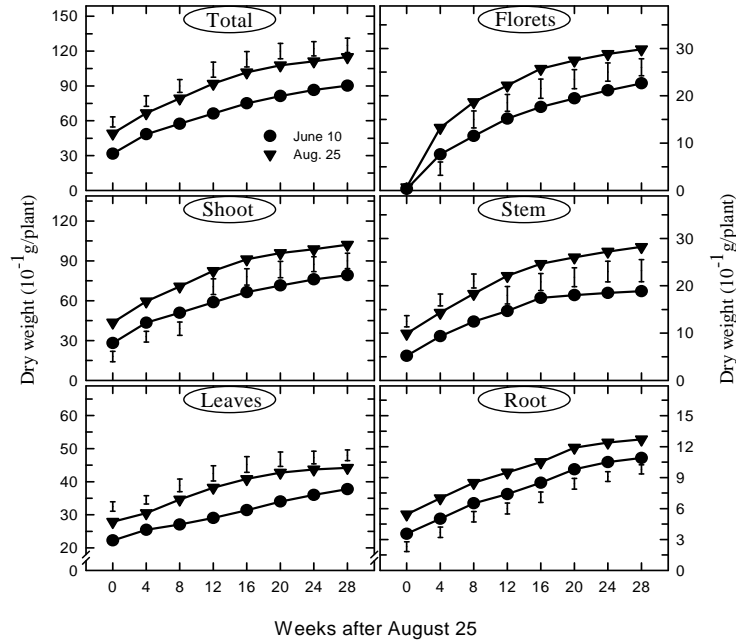 Total
Florets
150
120
90
60
30
0
June 10
Aug. 25
30
20
10
0
Shoot
Stem
120
90
60
30
0
30
20
10
0
Leaves
Root
60
50
40
30
20
0
15
12
9
6
3
0
0 4 8 12 16 20 24 28
0 4 8 12 16 20 24 28
Dry weight (10⁻¹ g/plant)
Dry weight (10⁻¹ g/plant)
Weeks after August 25